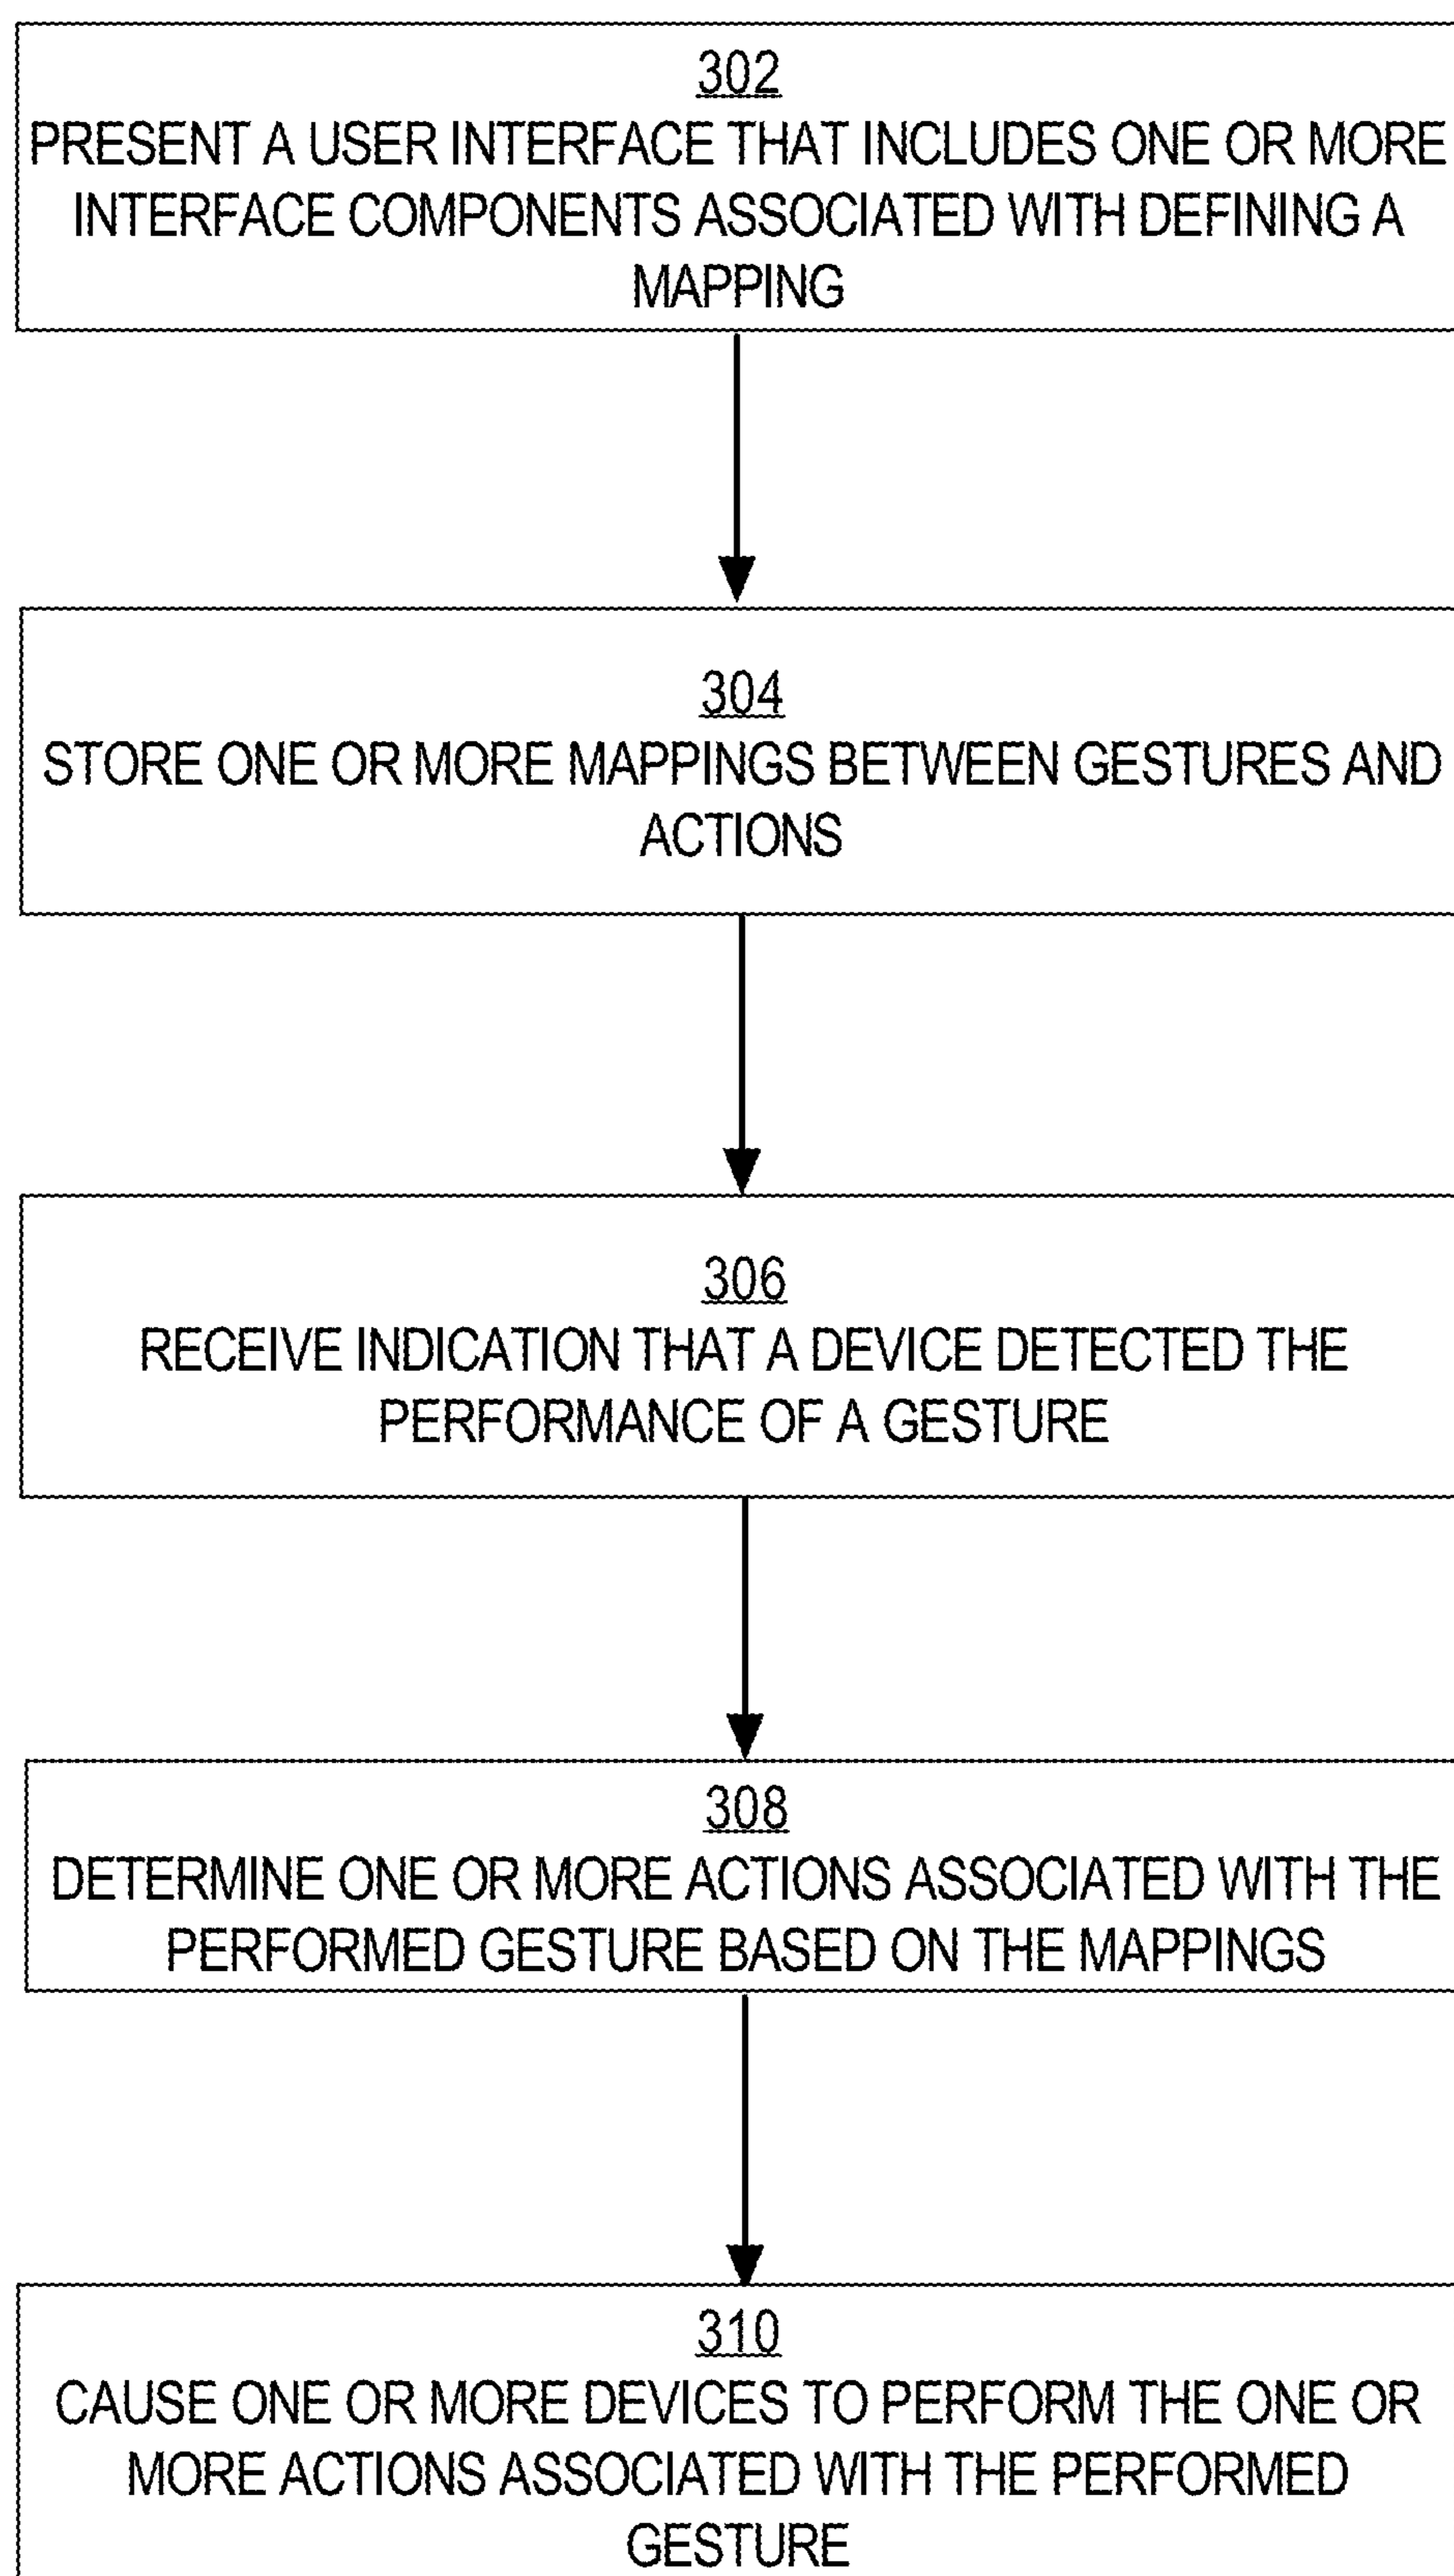 302
PRESENT A USER INTERFACE THAT INCLUDES ONE OR MORE
INTERFACE COMPONENTS ASSOCIATED WITH DEFINING A
MAPPING
304
STORE ONE OR MORE MAPPINGS BETWEEN GESTURES AND
ACTIONS
306
RECEIVE INDICATION THAT A DEVICE DETECTED THE
PERFORMANCE OF A GESTURE
308
DETERMINE ONE OR MORE ACTIONS ASSOCIATED WITH THE
PERFORMED GESTURE BASED ON THE MAPPINGS
310
CAUSE ONE OR MORE DEVICES TO PERFORM THE ONE OR
MORE ACTIONS ASSOCIATED WITH THE PERFORMED
GESTURE